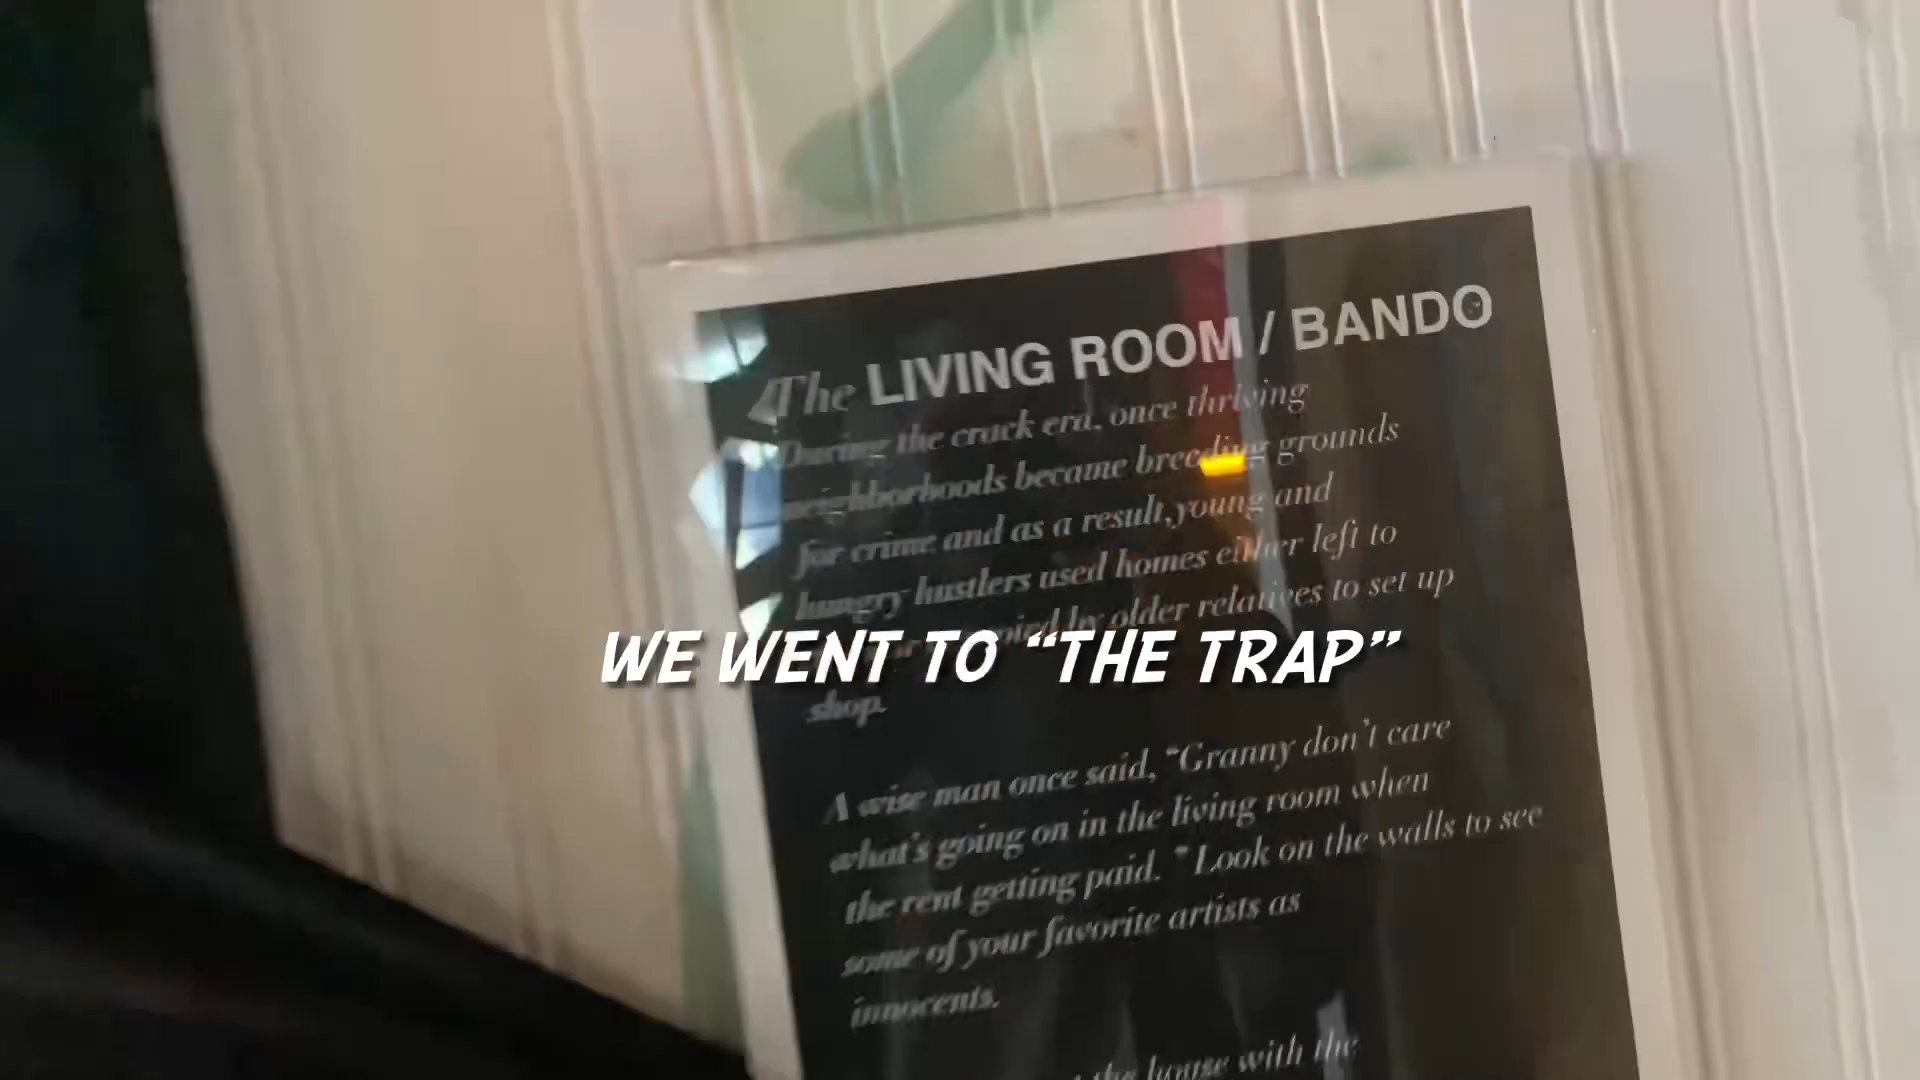 The LIVING ROOM / BANDO
During the crack era, once thriving
neighborhoods became breeding grounds
for crime and as a result, young and
hungry hustlers used homes either left to
by older relatives to set up
WE WENT TO “THE TRAP”
shop.
A wise man once said, “Granny don't care
what's going on in the living room when
the rent getting paid. “Look on the walls to see
some of your favorite artists as
innocents.
the house with the